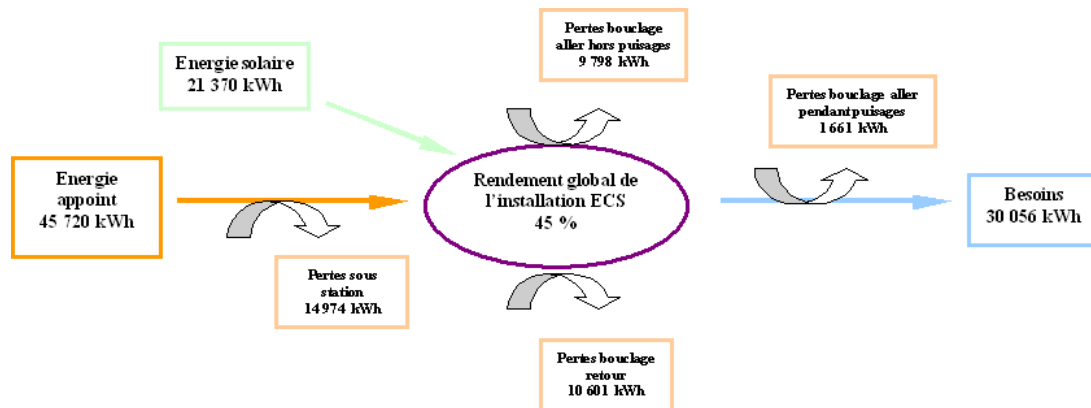 Pertes bouclage
aller hors puisages
9 798 kWh
Energie solaire
21 370 kWh
Pertes bouclage aller
pendant puisages
1 661 kWh
Energie
appoint
45 720 kWh
Rendement global de
l'installation ECS
45 %
Besoins
30 056 kWh
Pertes sous
station
14 974 kWh
Pertes bouclage
retour
10 601 kWh